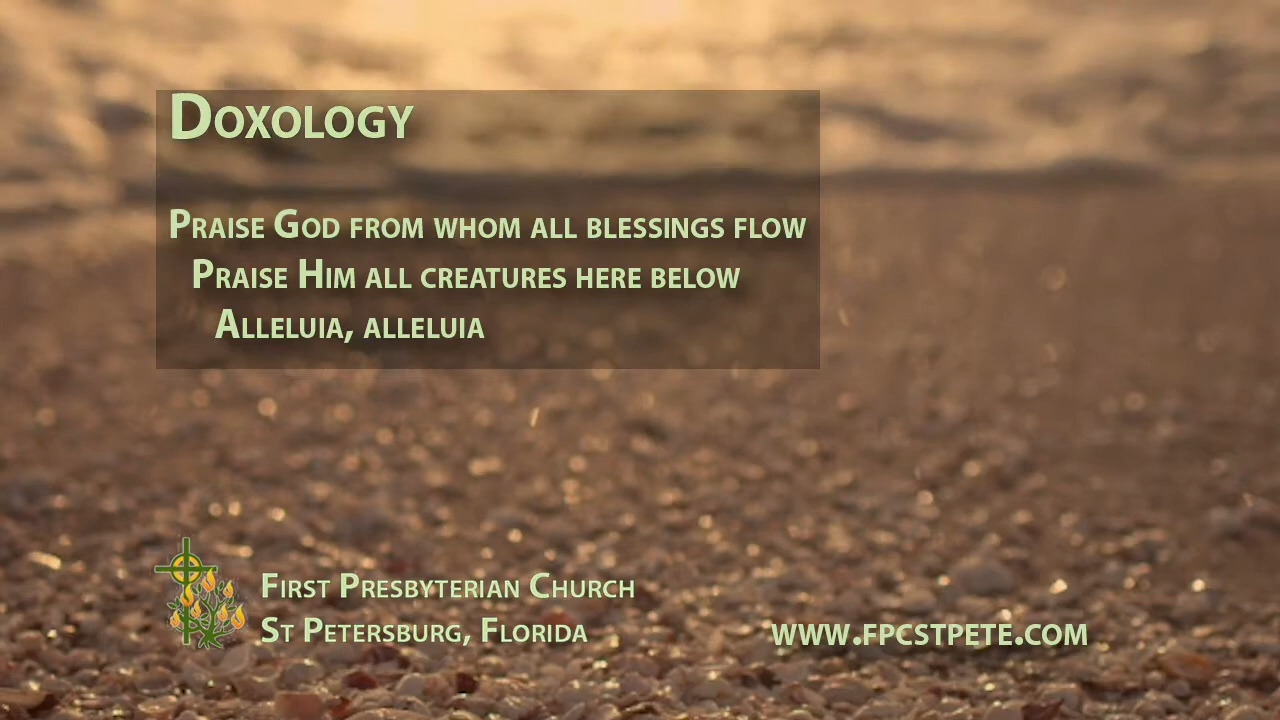 Doxology
Praise God from whom all blessings flow
Praise Him all creatures here below
Alleluia, alleluia
First Presbyterian Church
St Petersburg, Florida
www.fpcstpete.com